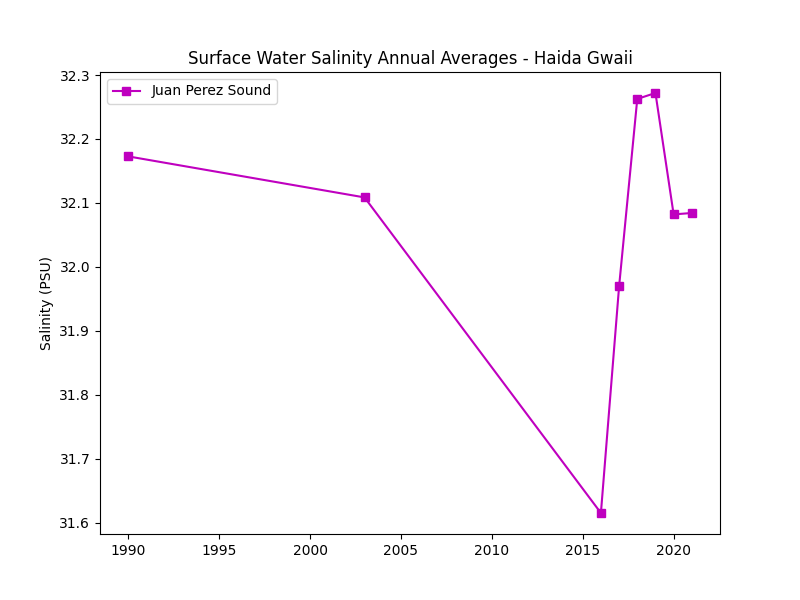 Surface Water Salinity Annual Averages - Haida Gwaii
Juan Perez Sound
Salinity (PSU)
32.3
32.2
32.1
32.0
31.9
31.8
31.7
31.6
1990 1995 2000 2005 2010 2015 2020